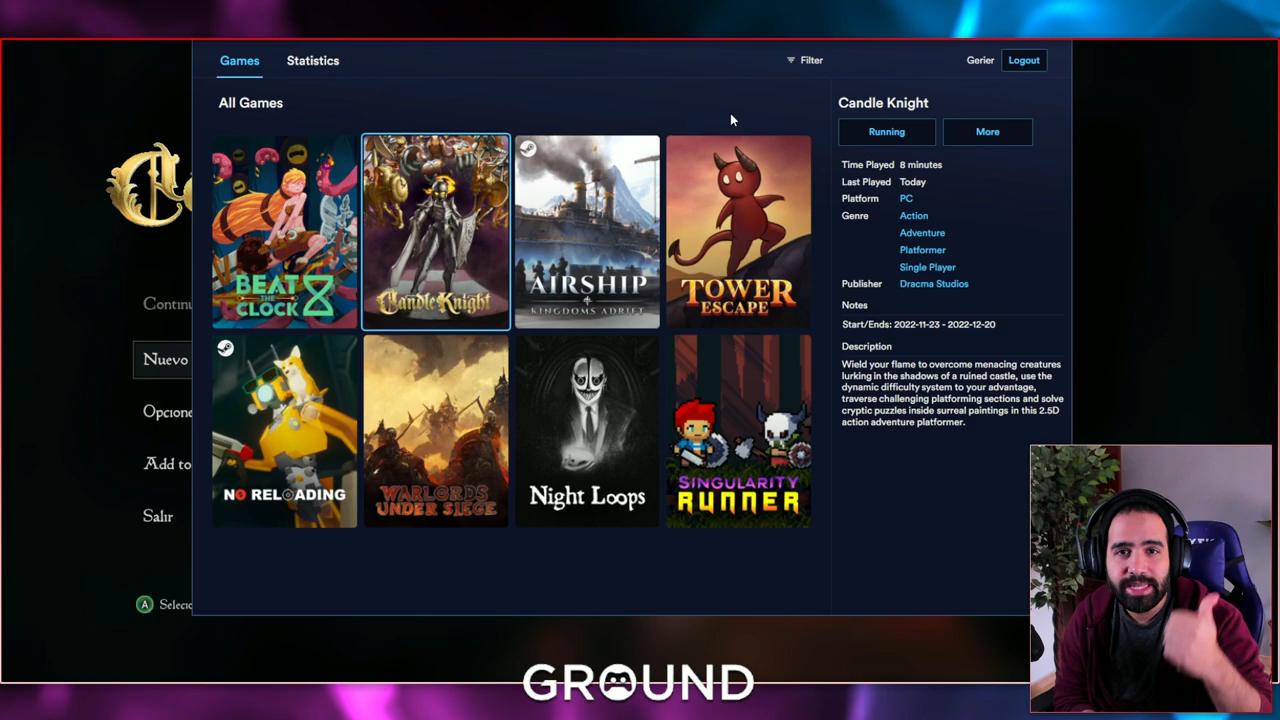 Games
Statistics
Filter
Gerier
Logout
All Games
BEAT
THE
CLOCK
Candle Knight
AIRSHIP
KINGDOMS ADRIFT
TOWER
ESCAPE
NO RELOADING
WARLORDS
UNDER SIEGE
Night Loops
SINGULARITY
RUNNER
Candle Knight
Running
More
Time Played 8 minutes
Last Played Today
Platform PC
Genre Action
Adventure
Platformer
Single Player
Publisher Dracma Studios
Notes
Start/Ends: 2022-11-23 - 2022-12-20
Description
Wield your flame to overcome menacing creatures
lurking in the shadows of a ruined castle, use the
dynamic difficulty system to your advantage,
traverse challenging platforming sections and solve
cryptic puzzles inside surreal paintings in this 2.5D
action adventure platformer.
Continu
Nuevo
Opcione
Add to
Salir
A Selecc
GROUND